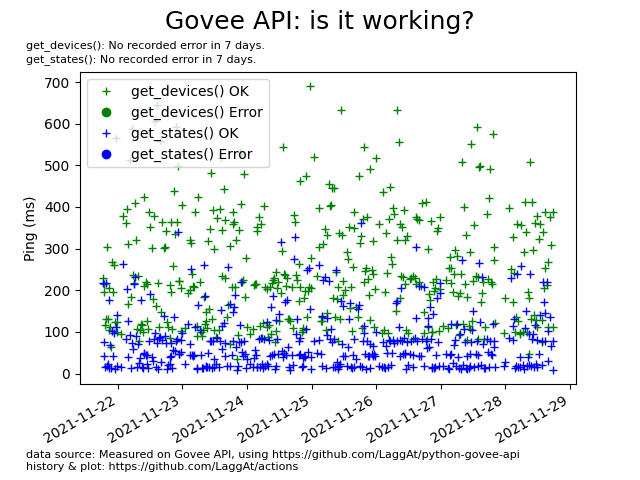 Govee API: is it working?
get_devices(): No recorded error in 7 days.
get_states(): No recorded error in 7 days.
700
600
500
400
300
200
100
0
Ping (ms)
get_devices() OK
get_devices() Error
get_states() OK
get_states() Error
2021-11-22
2021-11-23
2021-11-24
2021-11-25
2021-11-26
2021-11-27
2021-11-28
2021-11-29
data source: Measured on Govee API, using https://github.com/LaggAt/python-govee-api
history & plot: https://github.com/LaggAt/actions